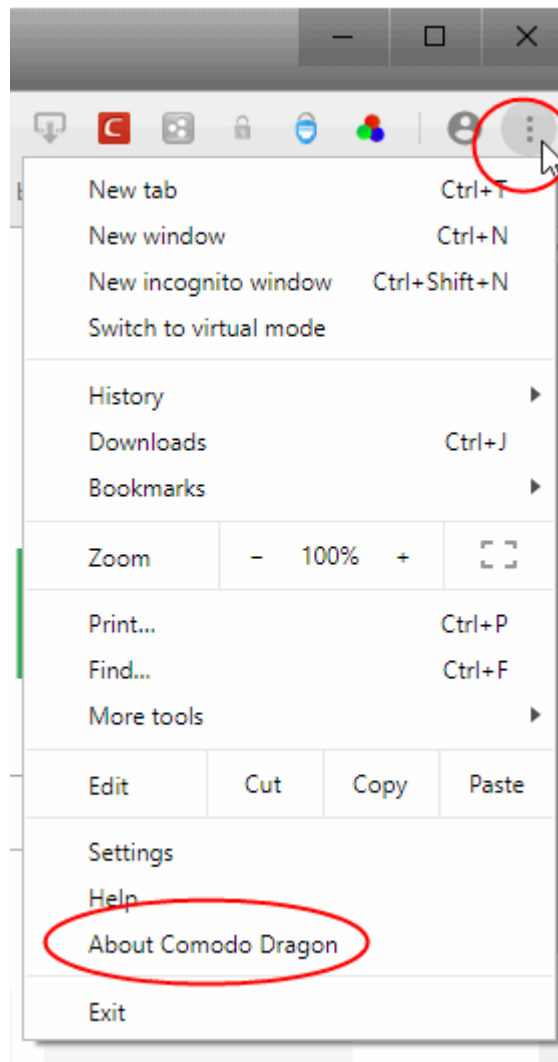 New tab Ctrl+T
New window Ctrl+N
New incognito window Ctrl+Shift+N
Switch to virtual mode
History
Downloads Ctrl+J
Bookmarks
Zoom - 100% +
Print... Ctrl+P
Find... Ctrl+F
More tools
Edit Cut Copy Paste
Settings
Help
About Comodo Dragon
Exit